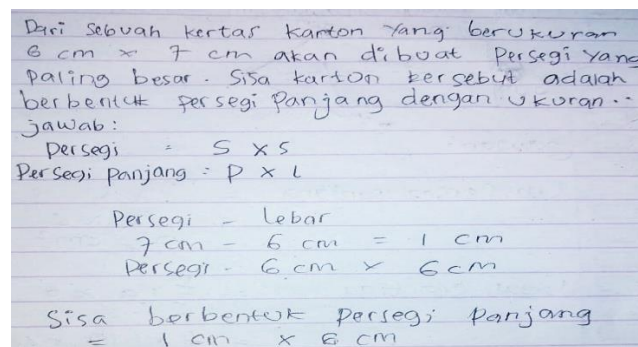 Dari sebuah kertas karton yang berukuran
6 cm x 7 cm akan dibuat persegi yang
paling besar. Sisa karton tersebut adalah
berbentuk persegi panjang dengan ukuran..
jawab:
persegi = S x S
Persegi panjang = P x L
Persegi - lebar
7 cm - 6 cm = 1 cm
Persegi - 6 cm x 6 cm
Sisa berbentuk persegi panjang
= 1 cm x 6 cm